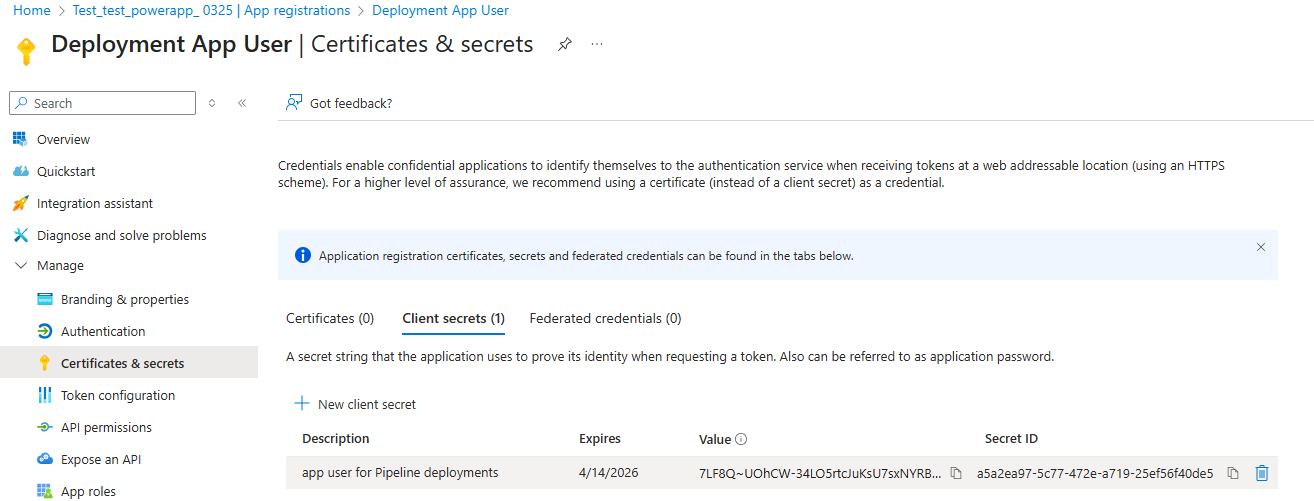 Home > Test_test_powerapp_ 0325 | App registrations > Deployment App User
Deployment App User | Certificates & secrets
Search
Got feedback?
Overview
Quickstart
Integration assistant
Diagnose and solve problems
Manage
Branding & properties
Authentication
Certificates & secrets
Token configuration
API permissions
Expose an API
App roles
Credentials enable confidential applications to identify themselves to the authentication service when receiving tokens at a web addressable location (using an HTTPS
scheme). For a higher level of assurance, we recommend using a certificate (instead of a client secret) as a credential.
Application registration certificates, secrets and federated credentials can be found in the tabs below.
Certificates (0) Client secrets (1) Federated credentials (0)
A secret string that the application uses to prove its identity when requesting a token. Also can be referred to as application password.
New client secret
Description Expires Value Secret ID
app user for Pipeline deployments 4/14/2026 7LF8Q~UOhCW-34LO5rtcJuKsU7sxNYRB... a5a2ea97-5c77-472e-a719-25ef56f40de5